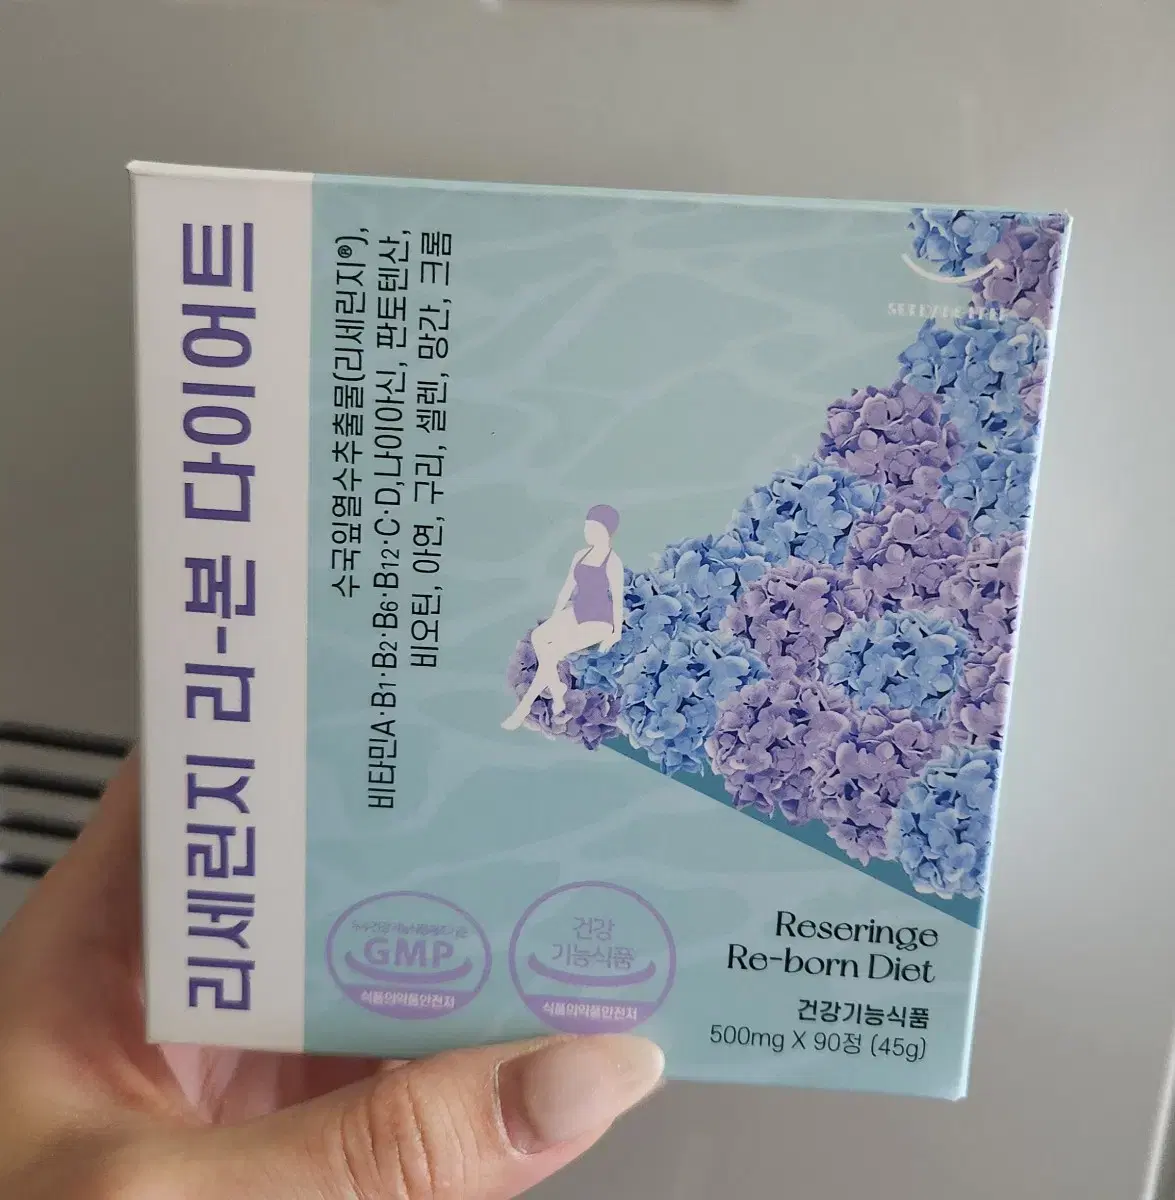 리세린지 리-본 다이어트
수국잎열수추출물(리세린지®),
비타민A·B1·B2·B6·B12·C·D,나이아신, 판토텐산,
비오틴, 아연, 구리, 셀렌, 망간, 크롬
GMP
식품의약품안전처
건강
기능식품
식품의약품안전처
Reseringe
Re-born Diet
건강기능식품
500mg X 90정 (45g)